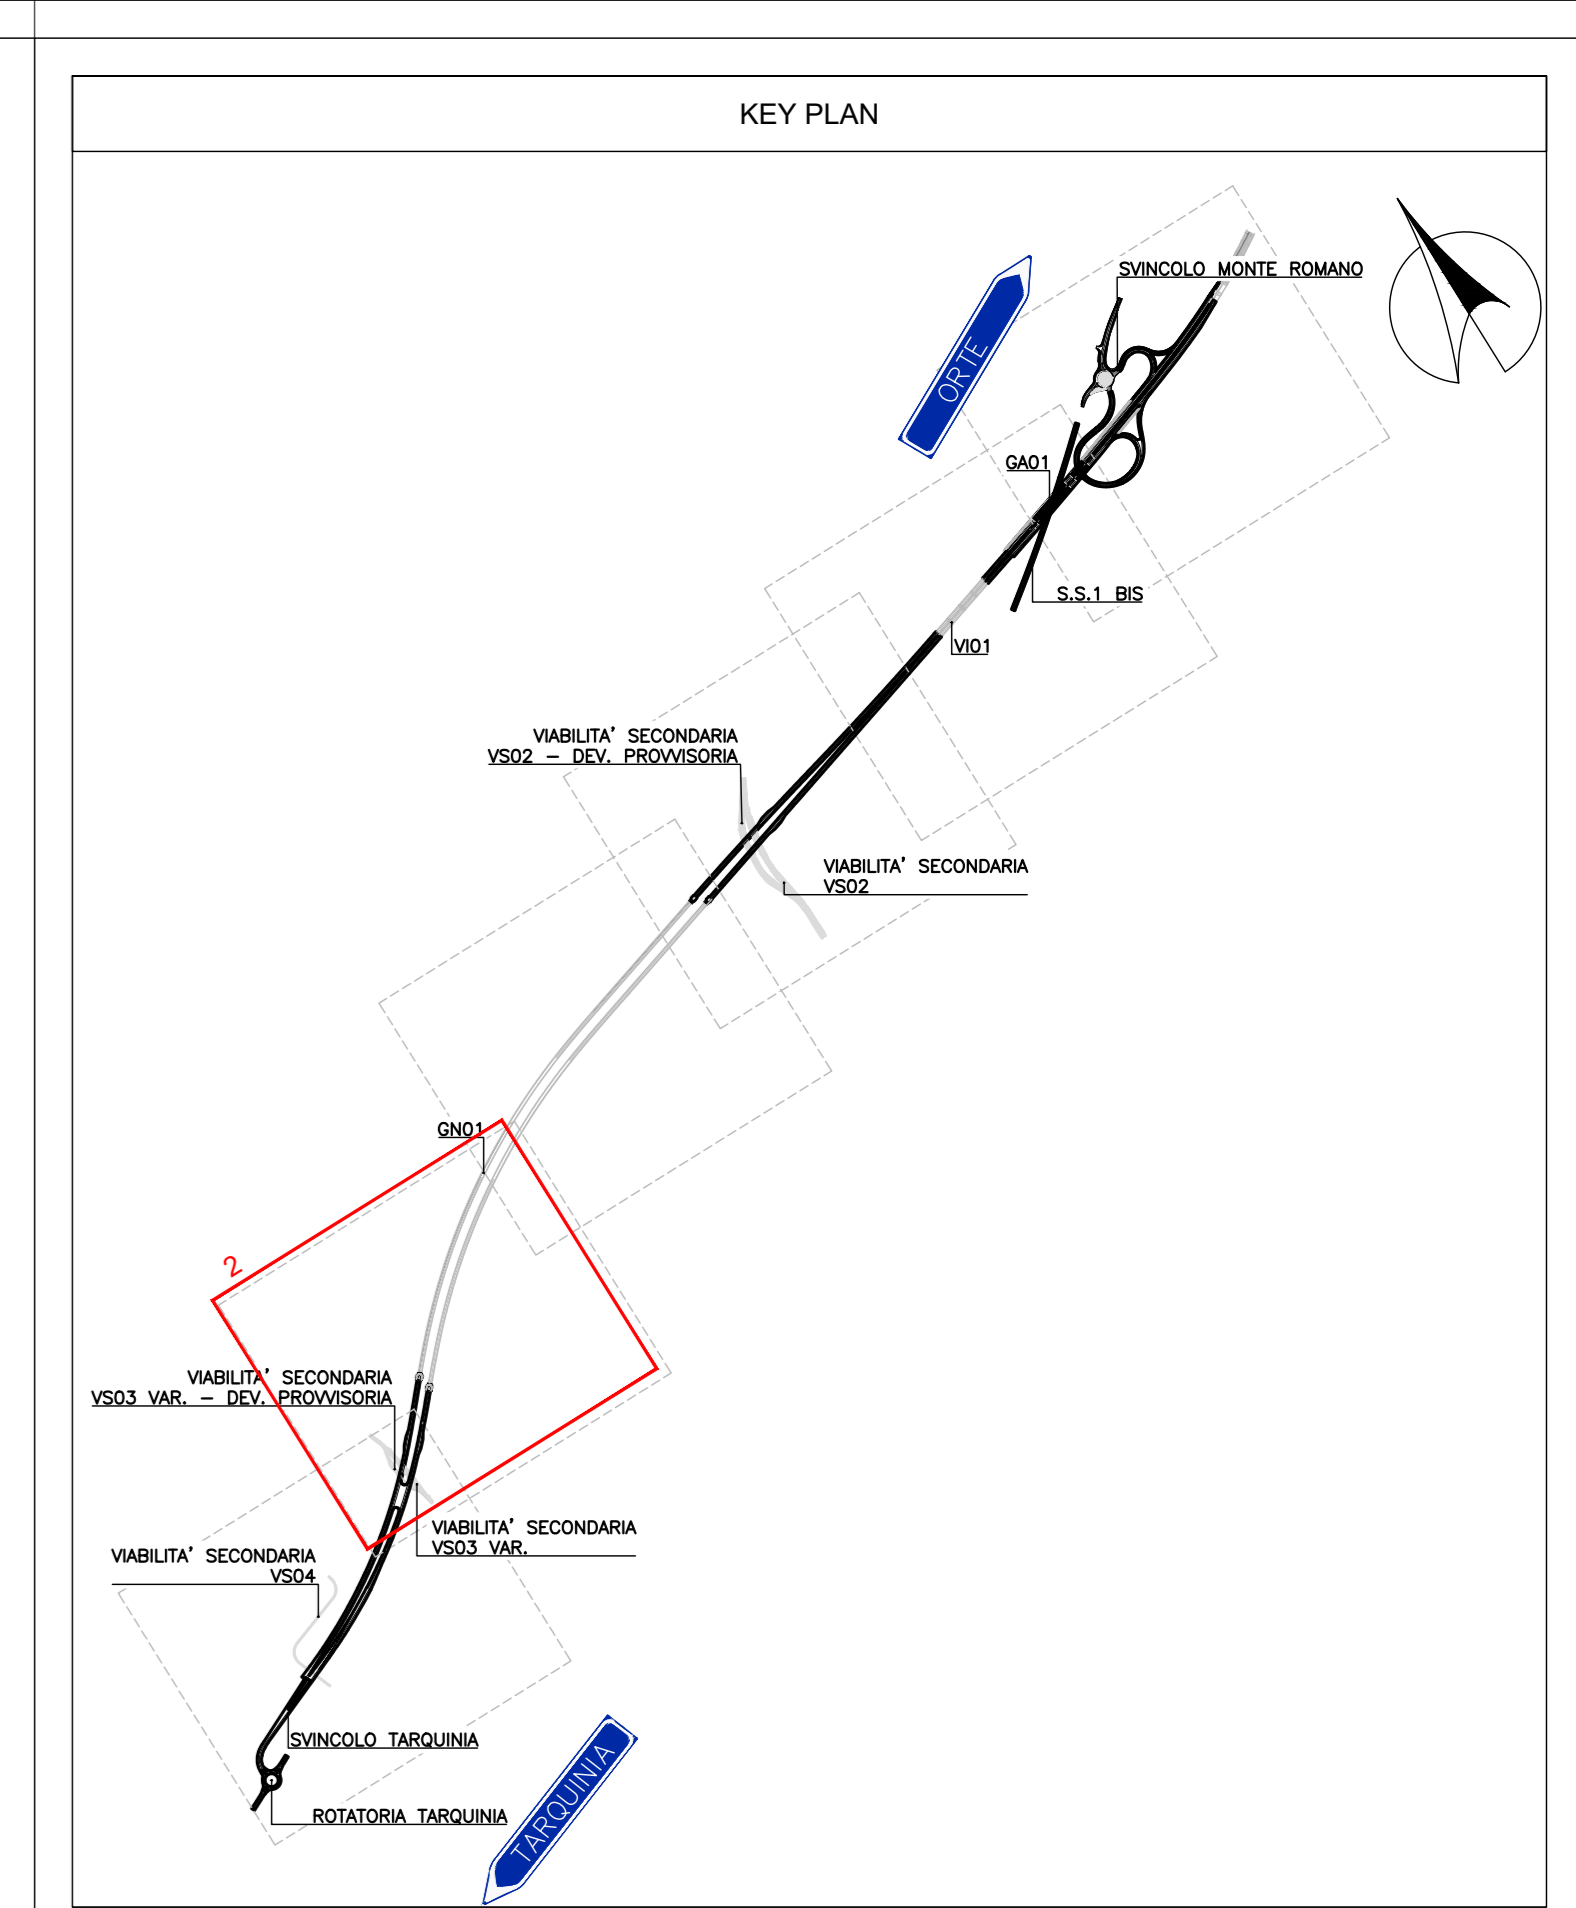 KEY PLAN
SVINCOLO MONTE ROMANO
ORTE
GA01
S.S.1 BIS
VI01
VIABILITA' SECONDARIA
VS02 - DEV. PROVVISORIA
VIABILITA' SECONDARIA
VS02
GN01
2
VIABILITA' SECONDARIA
VS03 VAR. - DEV. PROVVISORIA
VIABILITA' SECONDARIA
VS03 VAR.
VIABILITA' SECONDARIA
VS04
SVINCOLO TARQUINIA
TARQUINIA
ROTATORIA TARQUINIA